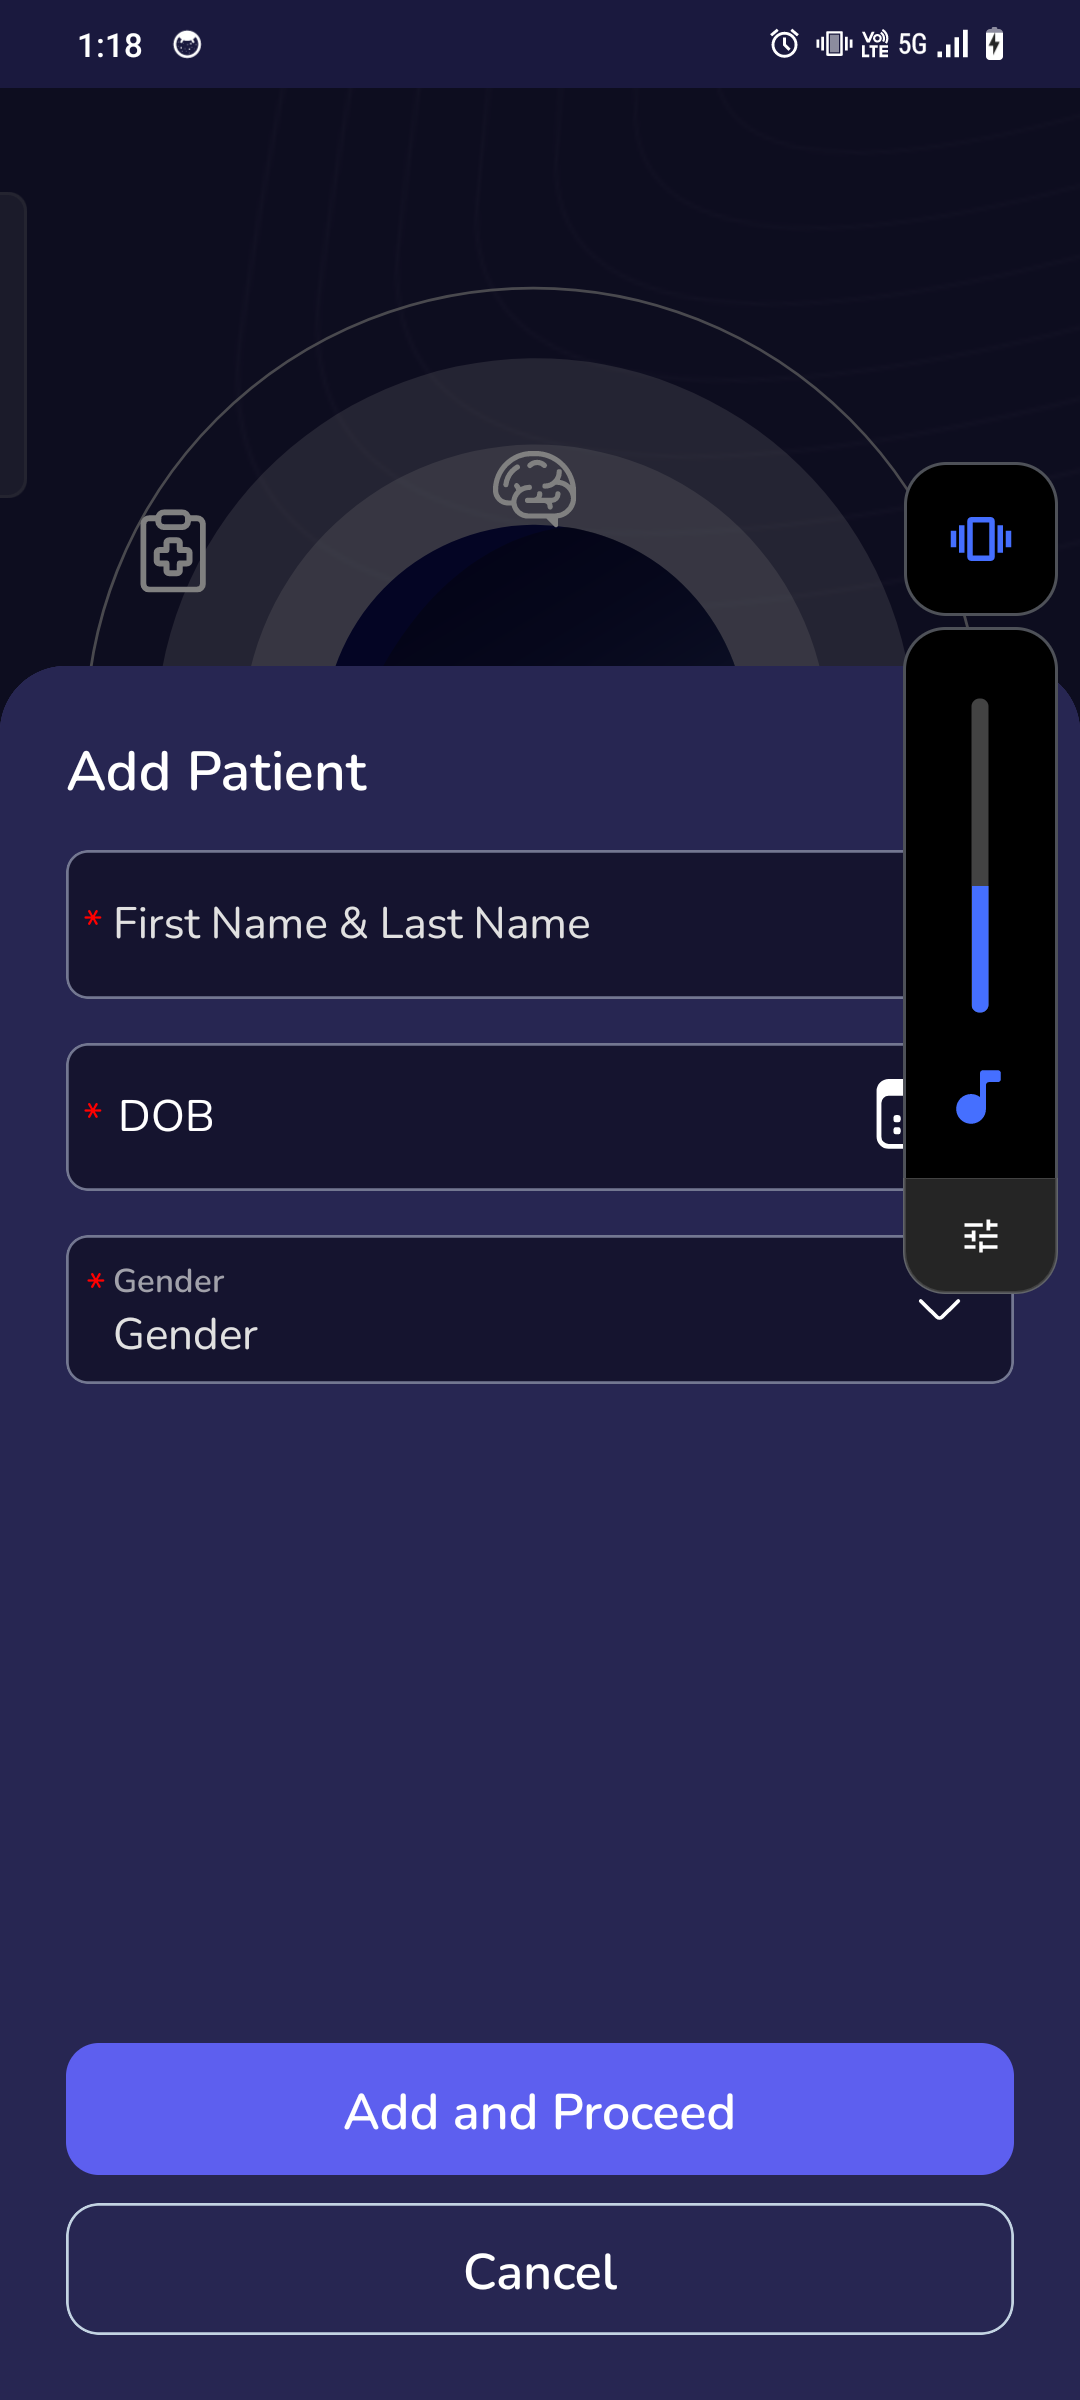 1:18
Vo) LTE 5G
Add Patient
* First Name & Last Name
* DOB
* Gender
Gender
Add and Proceed
Cancel